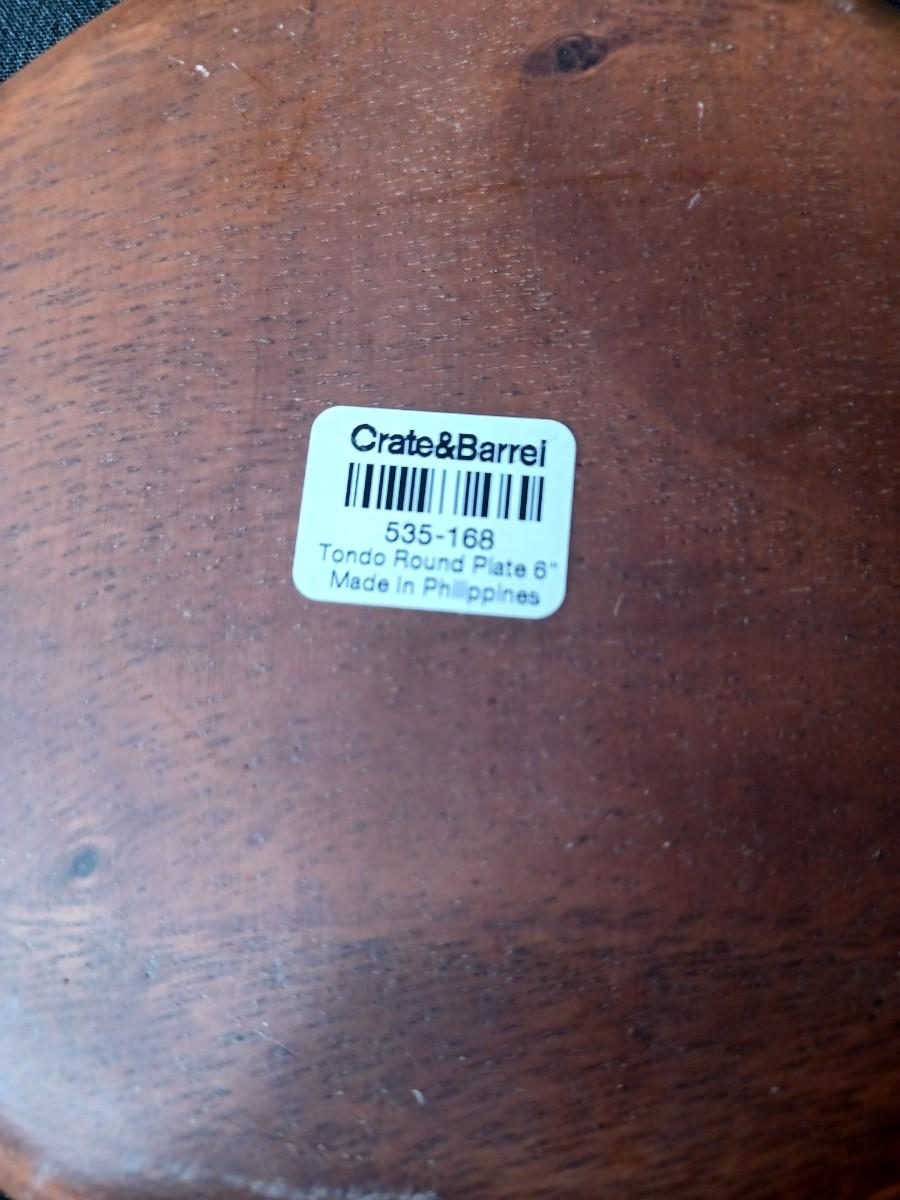 Crate&Barrel
535-168
Tondo Round Plate 6"
Made In Philippines